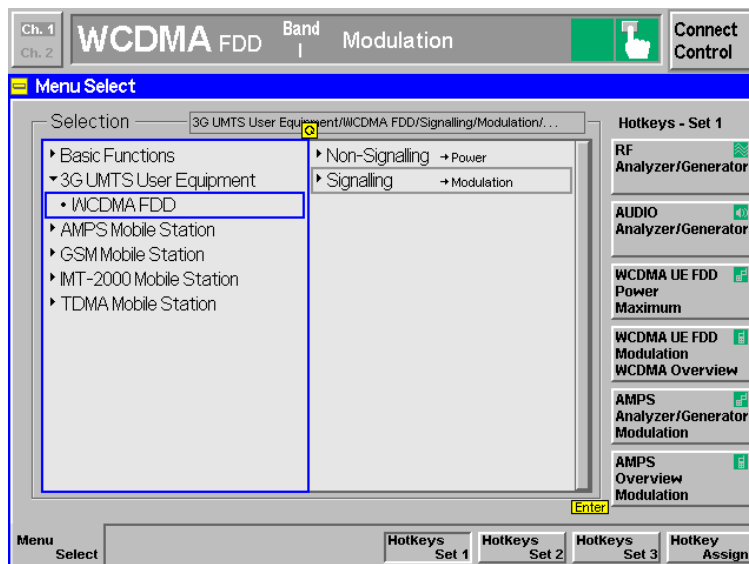 Ch. 1
Ch. 2
WCDMA FDD Band I Modulation
Connect Control
Menu Select
Selection
3G UMTS User Equipment/WCDMA FDD/Signalling/Modulation/...
Q
Basic Functions
3G UMTS User Equipment
WCDMA FDD
AMPS Mobile Station
GSM Mobile Station
IMT-2000 Mobile Station
TDMA Mobile Station
Non-Signalling → Power
Signalling → Modulation
Enter
Hotkeys - Set 1
RF
Analyzer/Generator
AUDIO
Analyzer/Generator
WCDMA UE FDD
Power
Maximum
WCDMA UE FDD
Modulation
WCDMA Overview
AMPS
Analyzer/Generator
Modulation
AMPS
Overview
Modulation
Menu Select
HotKeys Set 1
HotKeys Set 2
HotKeys Set 3
HotKey Assign